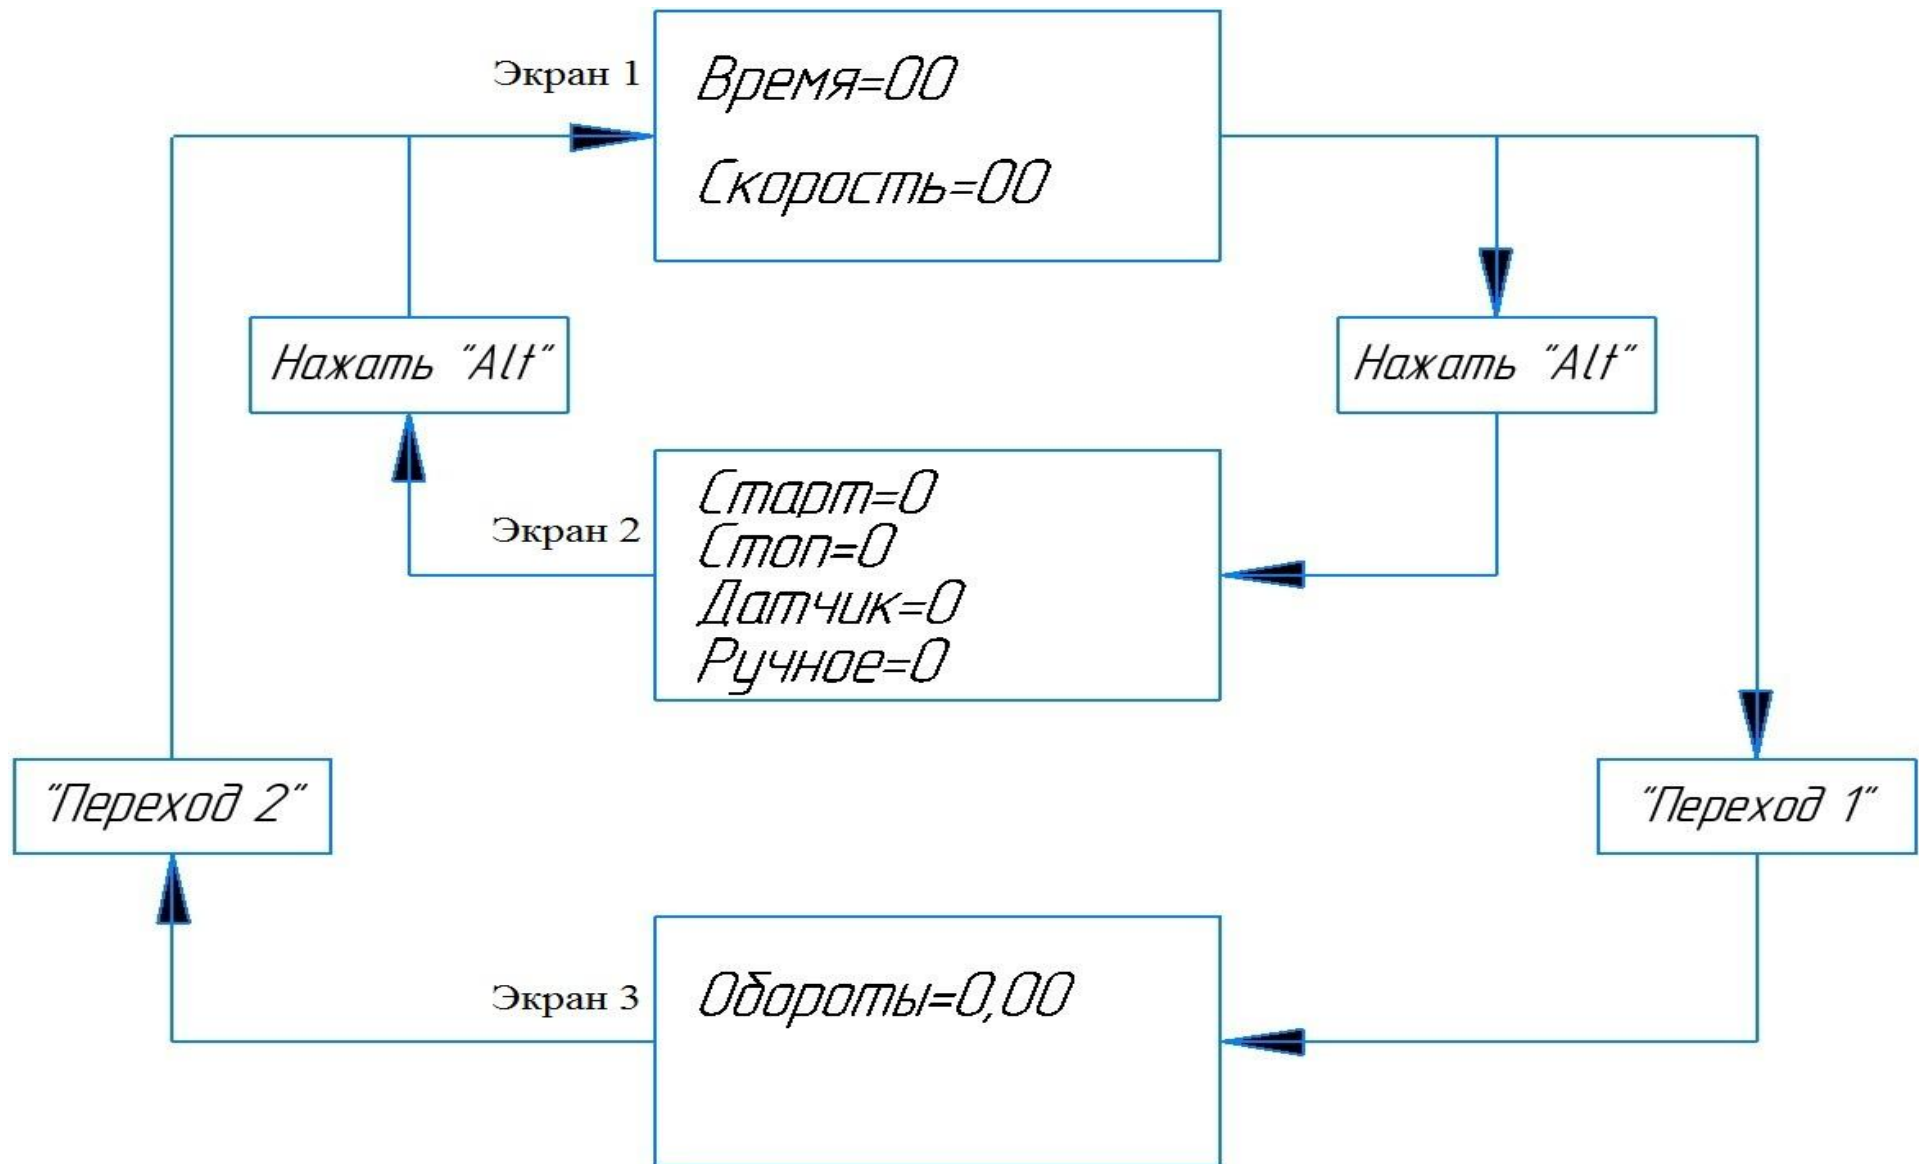 Экран 1
Время=00
Скорость=00
Нажать "Alt"
Нажать "Alt"
Экран 2
Старт=0
Стоп=0
Датчик=0
Ручное=0
"Переход 2"
"Переход 1"
Экран 3
Обороты=0,00